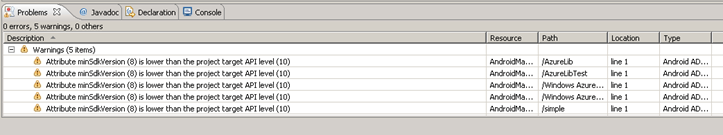 Problems Javadoc Declaration Console
0 errors, 5 warnings, 0 others
Description Resource Path Location Type
Warnings (5 items)
Attribute minSdkVersion (8) is lower than the project target API level (10) AndroidMa... /AzureLib line 1 Android AD...
Attribute minSdkVersion (8) is lower than the project target API level (10) AndroidMa... /AzureLibTest line 1 Android AD...
Attribute minSdkVersion (8) is lower than the project target API level (10) AndroidMa... /Windows Azure... line 1 Android AD...
Attribute minSdkVersion (8) is lower than the project target API level (10) AndroidMa... /Windows Azure... line 1 Android AD...
Attribute minSdkVersion (8) is lower than the project target API level (10) AndroidMa... /simple line 1 Android AD...